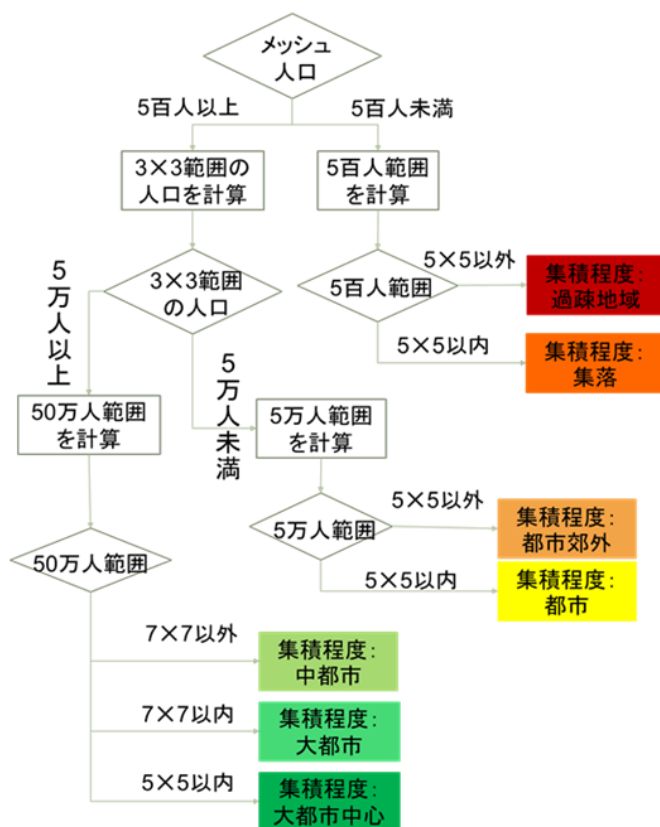 メッシュ
人口
5百人以上
5百人未満
3×3範囲の
人口を計算
5百人範囲
を計算
5万人以上
3×3範囲
の人口
5百人範囲
5×5以外
集積程度：
過疎地域
5×5以内
集積程度：
集落
50万人範囲
を計算
5万人未満
5万人範囲
を計算
5万人範囲
5×5以外
集積程度：
都市郊外
5×5以内
集積程度：
都市
50万人範囲
7×7以外
集積程度：
中都市
7×7以内
集積程度：
大都市
5×5以内
集積程度：
大都市中心